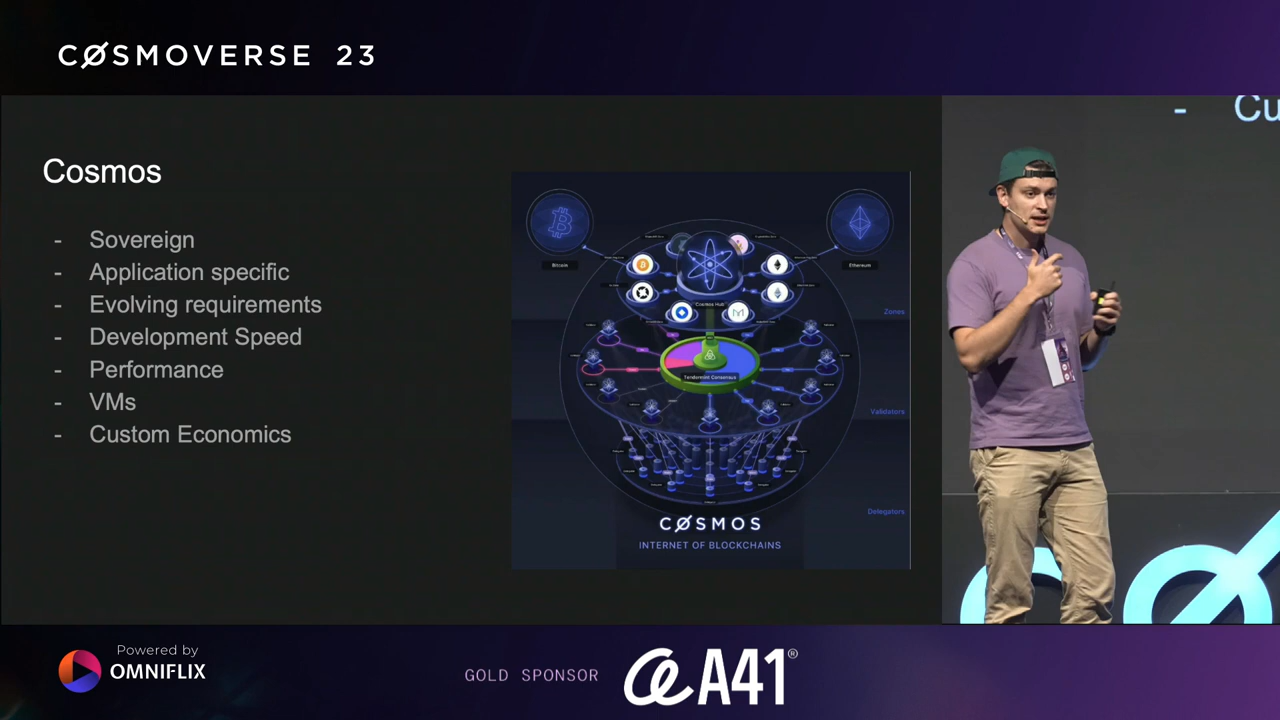 CØSMOVERSE 23
Cosmos
- Sovereign
- Application specific
- Evolving requirements
- Development Speed
- Performance
- VMs
- Custom Economics
Bitcoin
Ethereum
Cosmos Hub
Zones
Tendermint Consensus
Validators
Delegators
CØSMOS
INTERNET OF BLOCKCHAINS
- Cu
Powered by
OMNIFLIX
GOLD SPONSOR
A41®